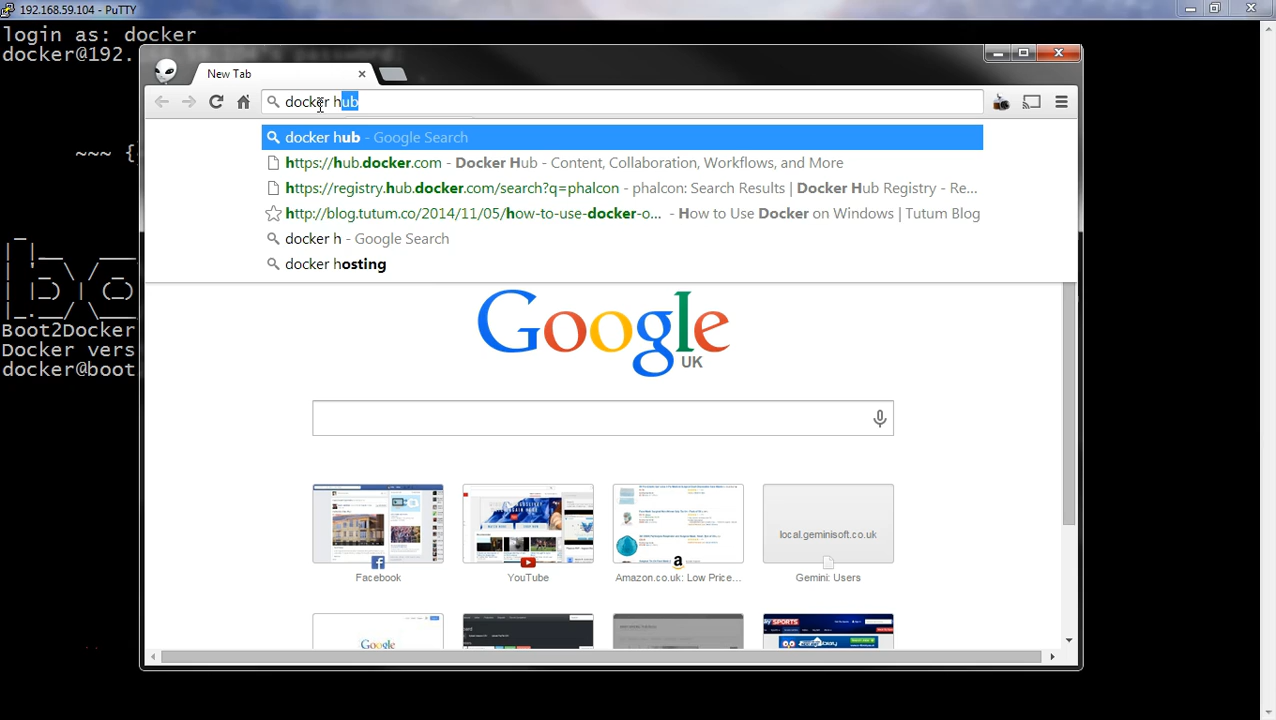 192.168.59.104 - PuTTY
login as: docker
docker@192.
New Tab
docker hub
docker hub - Google Search
https://hub.docker.com - Docker Hub - Content, Collaboration, Workflows, and More
https://registry.hub.docker.com/search?q=phalcon - phalcon: Search Results | Docker Hub Registry - Re...
http://blog.tutum.co/2014/11/05/how-to-use-docker-o... - How to Use Docker on Windows | Tutum Blog
docker h - Google Search
docker hosting
Boot2Docker
Docker vers
docker@boot
Google
UK
local.geminisoft.co.uk
Facebook
YouTube
Amazon.co.uk: Low Price...
Gemini: Users
Google
SPORTS